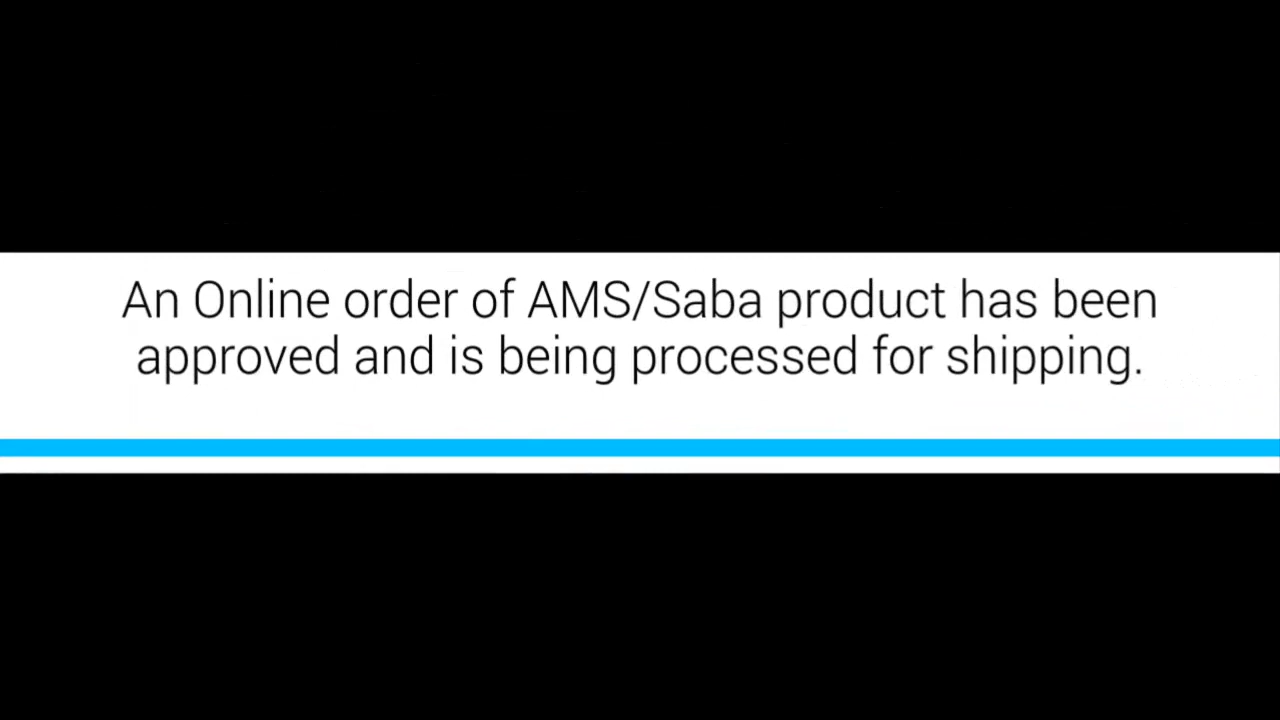 An Online order of AMS/Saba product has been
approved and is being processed for shipping.